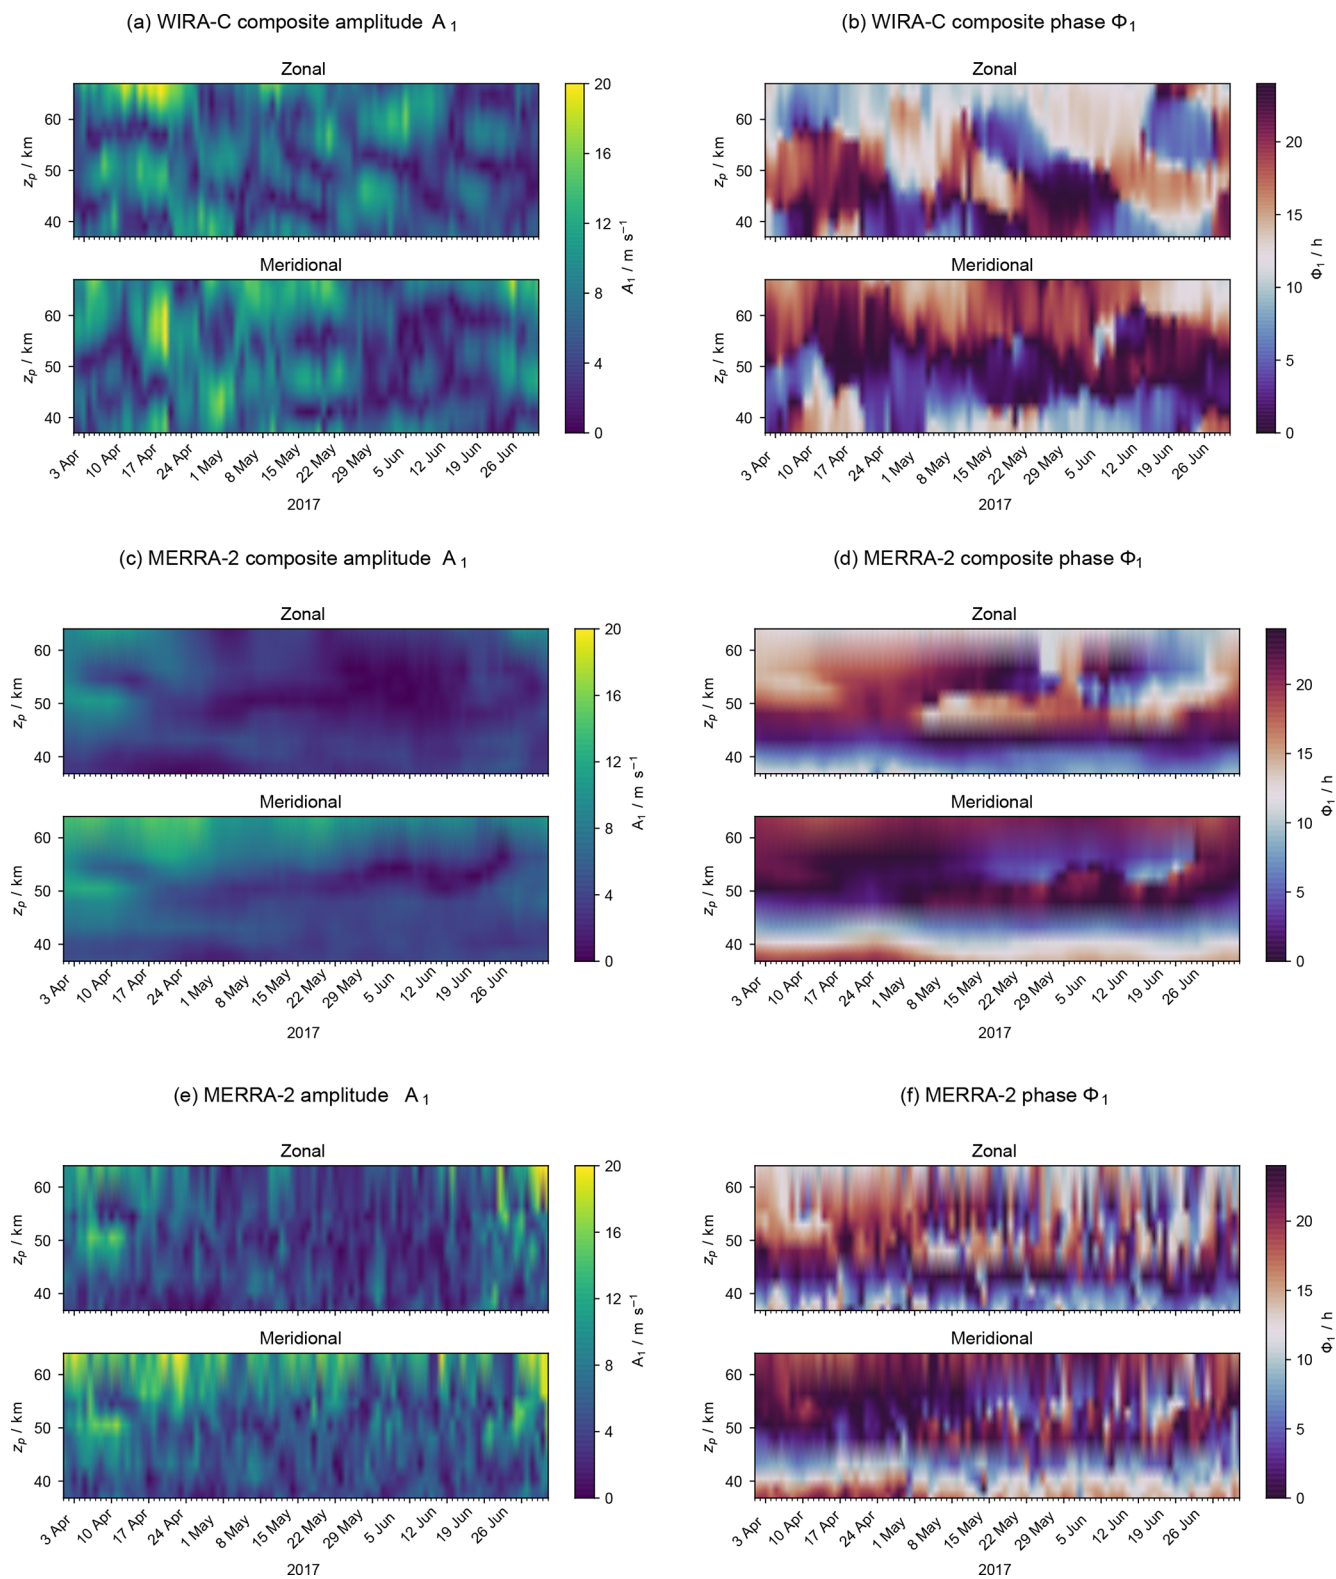 (a) WIRA-C composite amplitude A 1
(b) WIRA-C composite phase Φ1
Zonal
60
50
40
zp / km
Meridional
60
50
40
zp / km
3 Apr
10 Apr
17 Apr
24 Apr
1 May
8 May
15 May
22 May
29 May
5 Jun
12 Jun
19 Jun
26 Jun
2017
20
16
12
8
4
0
A1 / m s−1
Zonal
60
50
40
zp / km
Meridional
60
50
40
zp / km
3 Apr
10 Apr
17 Apr
24 Apr
1 May
8 May
15 May
22 May
29 May
5 Jun
12 Jun
19 Jun
26 Jun
2017
20
15
10
5
0
Φ1 / h
(c) MERRA-2 composite amplitude A 1
(d) MERRA-2 composite phase Φ1
Zonal
60
50
40
zp / km
Meridional
60
50
40
zp / km
3 Apr
10 Apr
17 Apr
24 Apr
1 May
8 May
15 May
22 May
29 May
5 Jun
12 Jun
19 Jun
26 Jun
2017
20
16
12
8
4
0
A1 / m s−1
Zonal
60
50
40
zp / km
Meridional
60
50
40
zp / km
3 Apr
10 Apr
17 Apr
24 Apr
1 May
8 May
15 May
22 May
29 May
5 Jun
12 Jun
19 Jun
26 Jun
2017
20
15
10
5
0
Φ1 / h
(e) MERRA-2 amplitude A 1
(f) MERRA-2 phase Φ1
Zonal
60
50
40
zp / km
Meridional
60
50
40
zp / km
3 Apr
10 Apr
17 Apr
24 Apr
1 May
8 May
15 May
22 May
29 May
5 Jun
12 Jun
19 Jun
26 Jun
2017
20
16
12
8
4
0
A1 / m s−1
Zonal
60
50
40
zp / km
Meridional
60
50
40
zp / km
3 Apr
10 Apr
17 Apr
24 Apr
1 May
8 May
15 May
22 May
29 May
5 Jun
12 Jun
19 Jun
26 Jun
2017
20
15
10
5
0
Φ1 / h